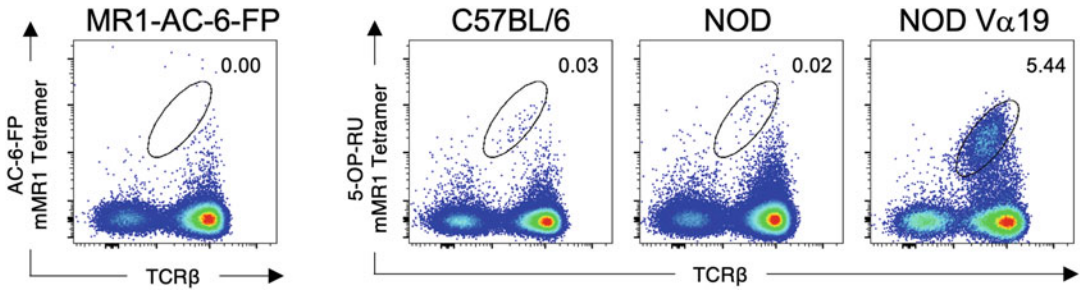 MR1-AC-6-FP
C57BL/6
NOD
NOD Vα19
AC-6-FP
mMR1 Tetramer
0.00
5-OP-RU
mMR1 Tetramer
0.03
0.02
5.44
TCRβ
TCRβ